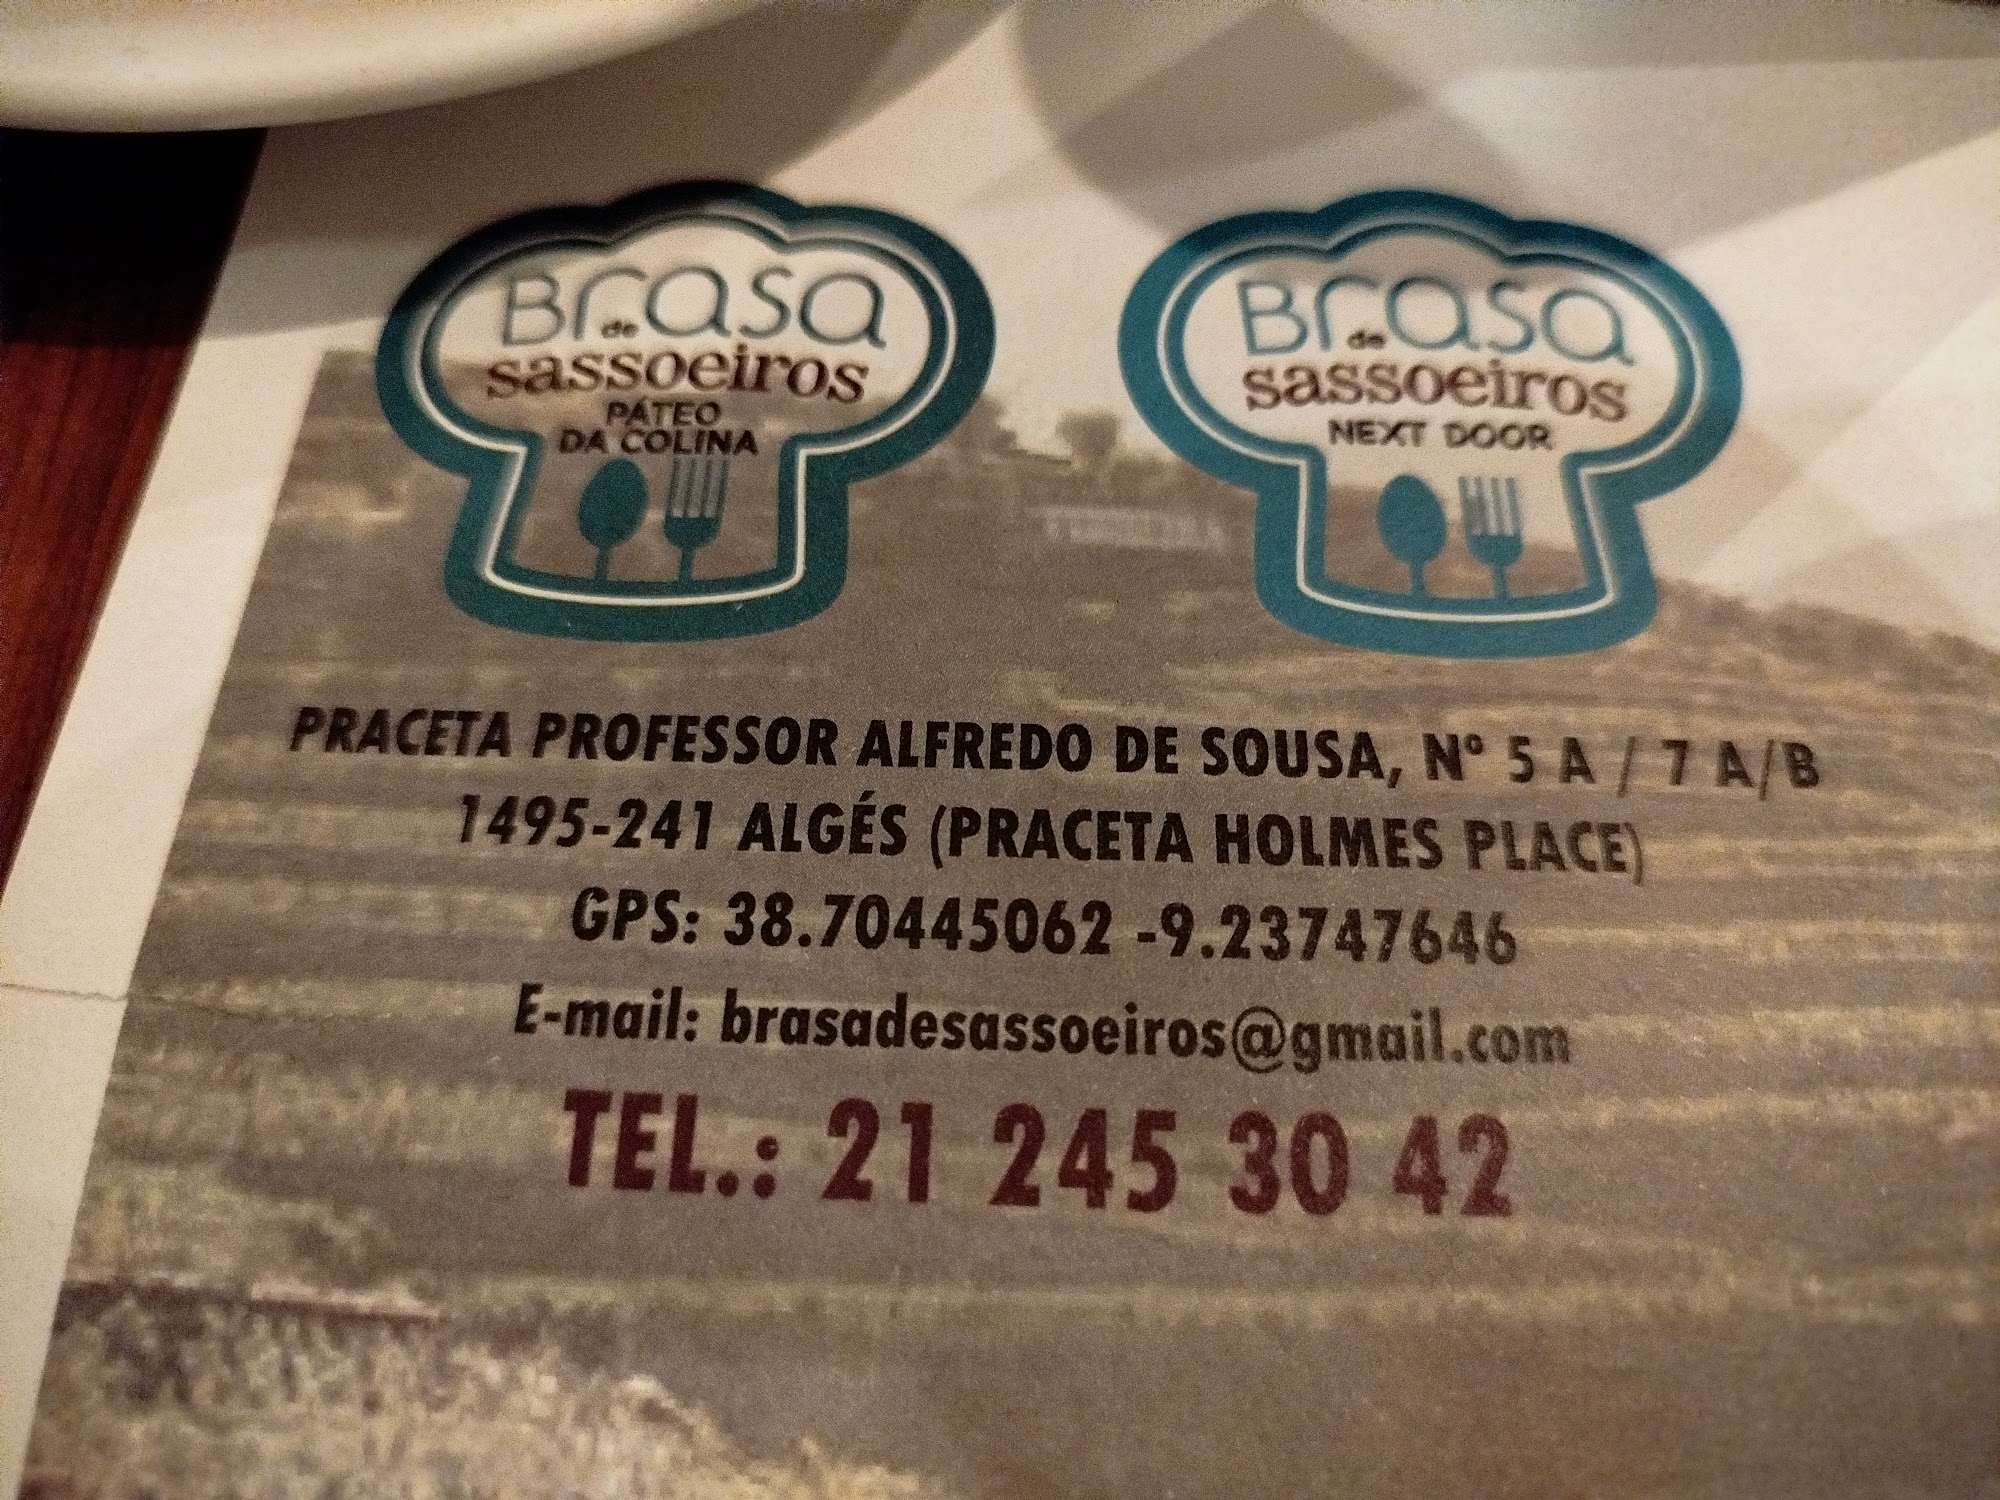 Brasa
de
sassoeiros
PÁTEO
DA COLINA
Brasa
de
sassoeiros
NEXT DOOR
PRACETA PROFESSOR ALFREDO DE SOUSA, Nº 5 A / 7 A/B
1495-241 ALGÉS (PRACETA HOLMES PLACE)
GPS: 38.70445062 -9.23747646
E-mail: brasadesassoeiros@gmail.com
TEL.: 21 245 30 42